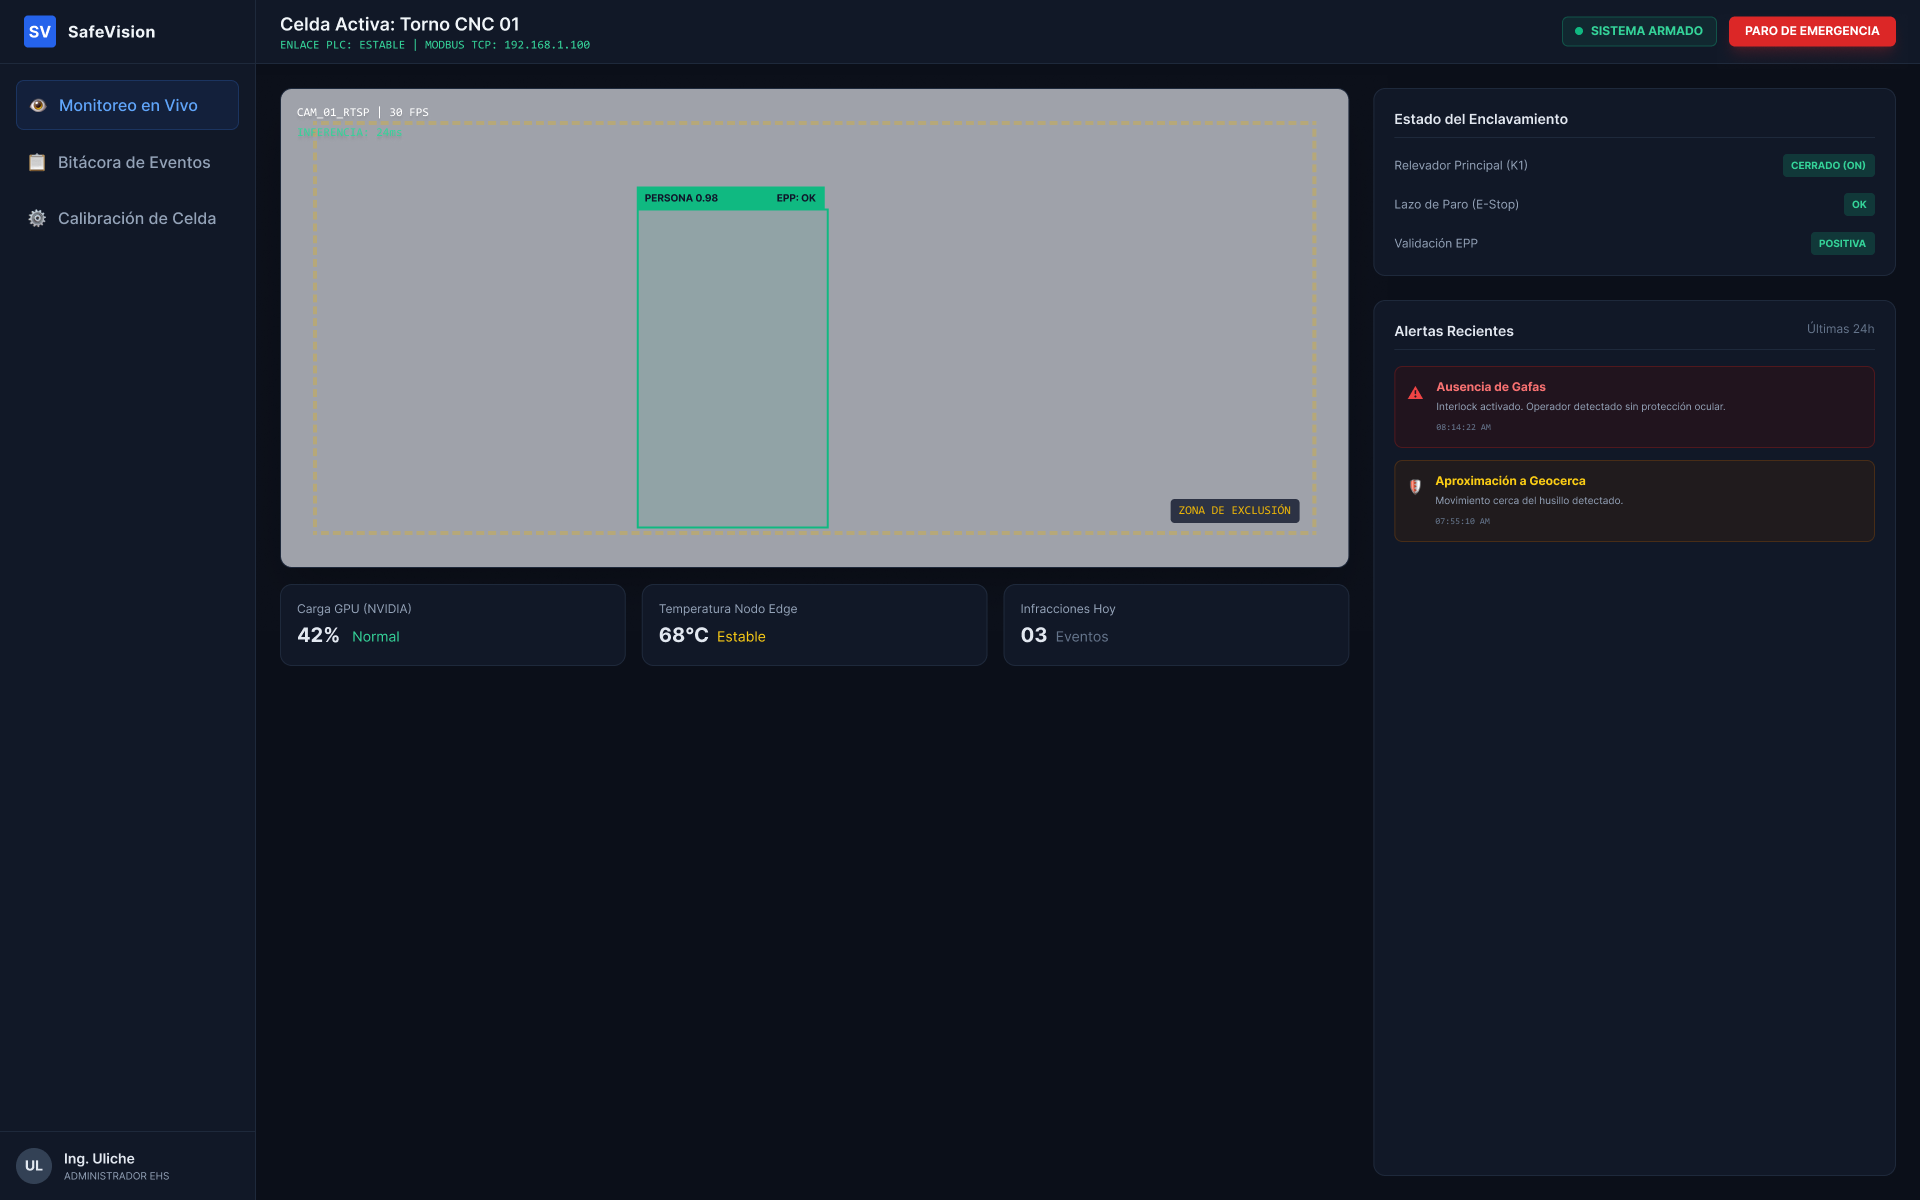 SV SafeVision
Monitoreo en Vivo
Bitácora de Eventos
Calibración de Celda
UL
Ing. Uliche
ADMINISTRADOR EHS
Celda Activa: Torno CNC 01
ENLACE PLC: ESTABLE | MODBUS TCP: 192.168.1.100
SISTEMA ARMADO
PARO DE EMERGENCIA
CAM_01_RTSP | 30 FPS
PERSONA 0.98 EPP: OK
ZONA DE EXCLUSIÓN
Carga GPU (NVIDIA)
42% Normal
Temperatura Nodo Edge
68°C Estable
Infracciones Hoy
03 Eventos
Estado del Enclavamiento
Relevador Principal (K1) CERRADO (ON)
Lazo de Paro (E-Stop) OK
Validación EPP POSITIVA
Alertas Recientes Últimas 24h
Ausencia de Gafas
Interlock activado. Operador detectado sin protección ocular.
08:14:22 AM
Aproximación a Geocerca
Movimiento cerca del husillo detectado.
07:55:10 AM